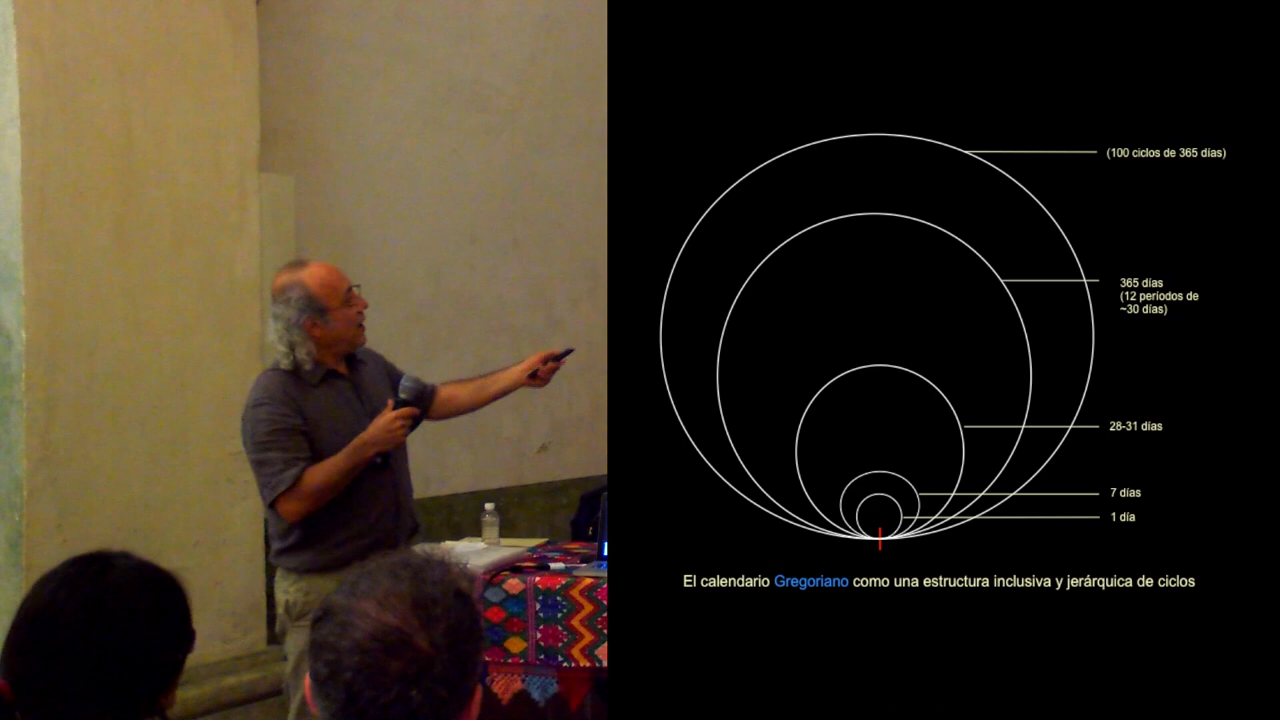 (100 ciclos de 365 días)
365 días
(12 períodos de
~30 días)
28-31 días
7 días
1 día
El calendario Gregoriano como una estructura inclusiva y jerárquica de ciclos